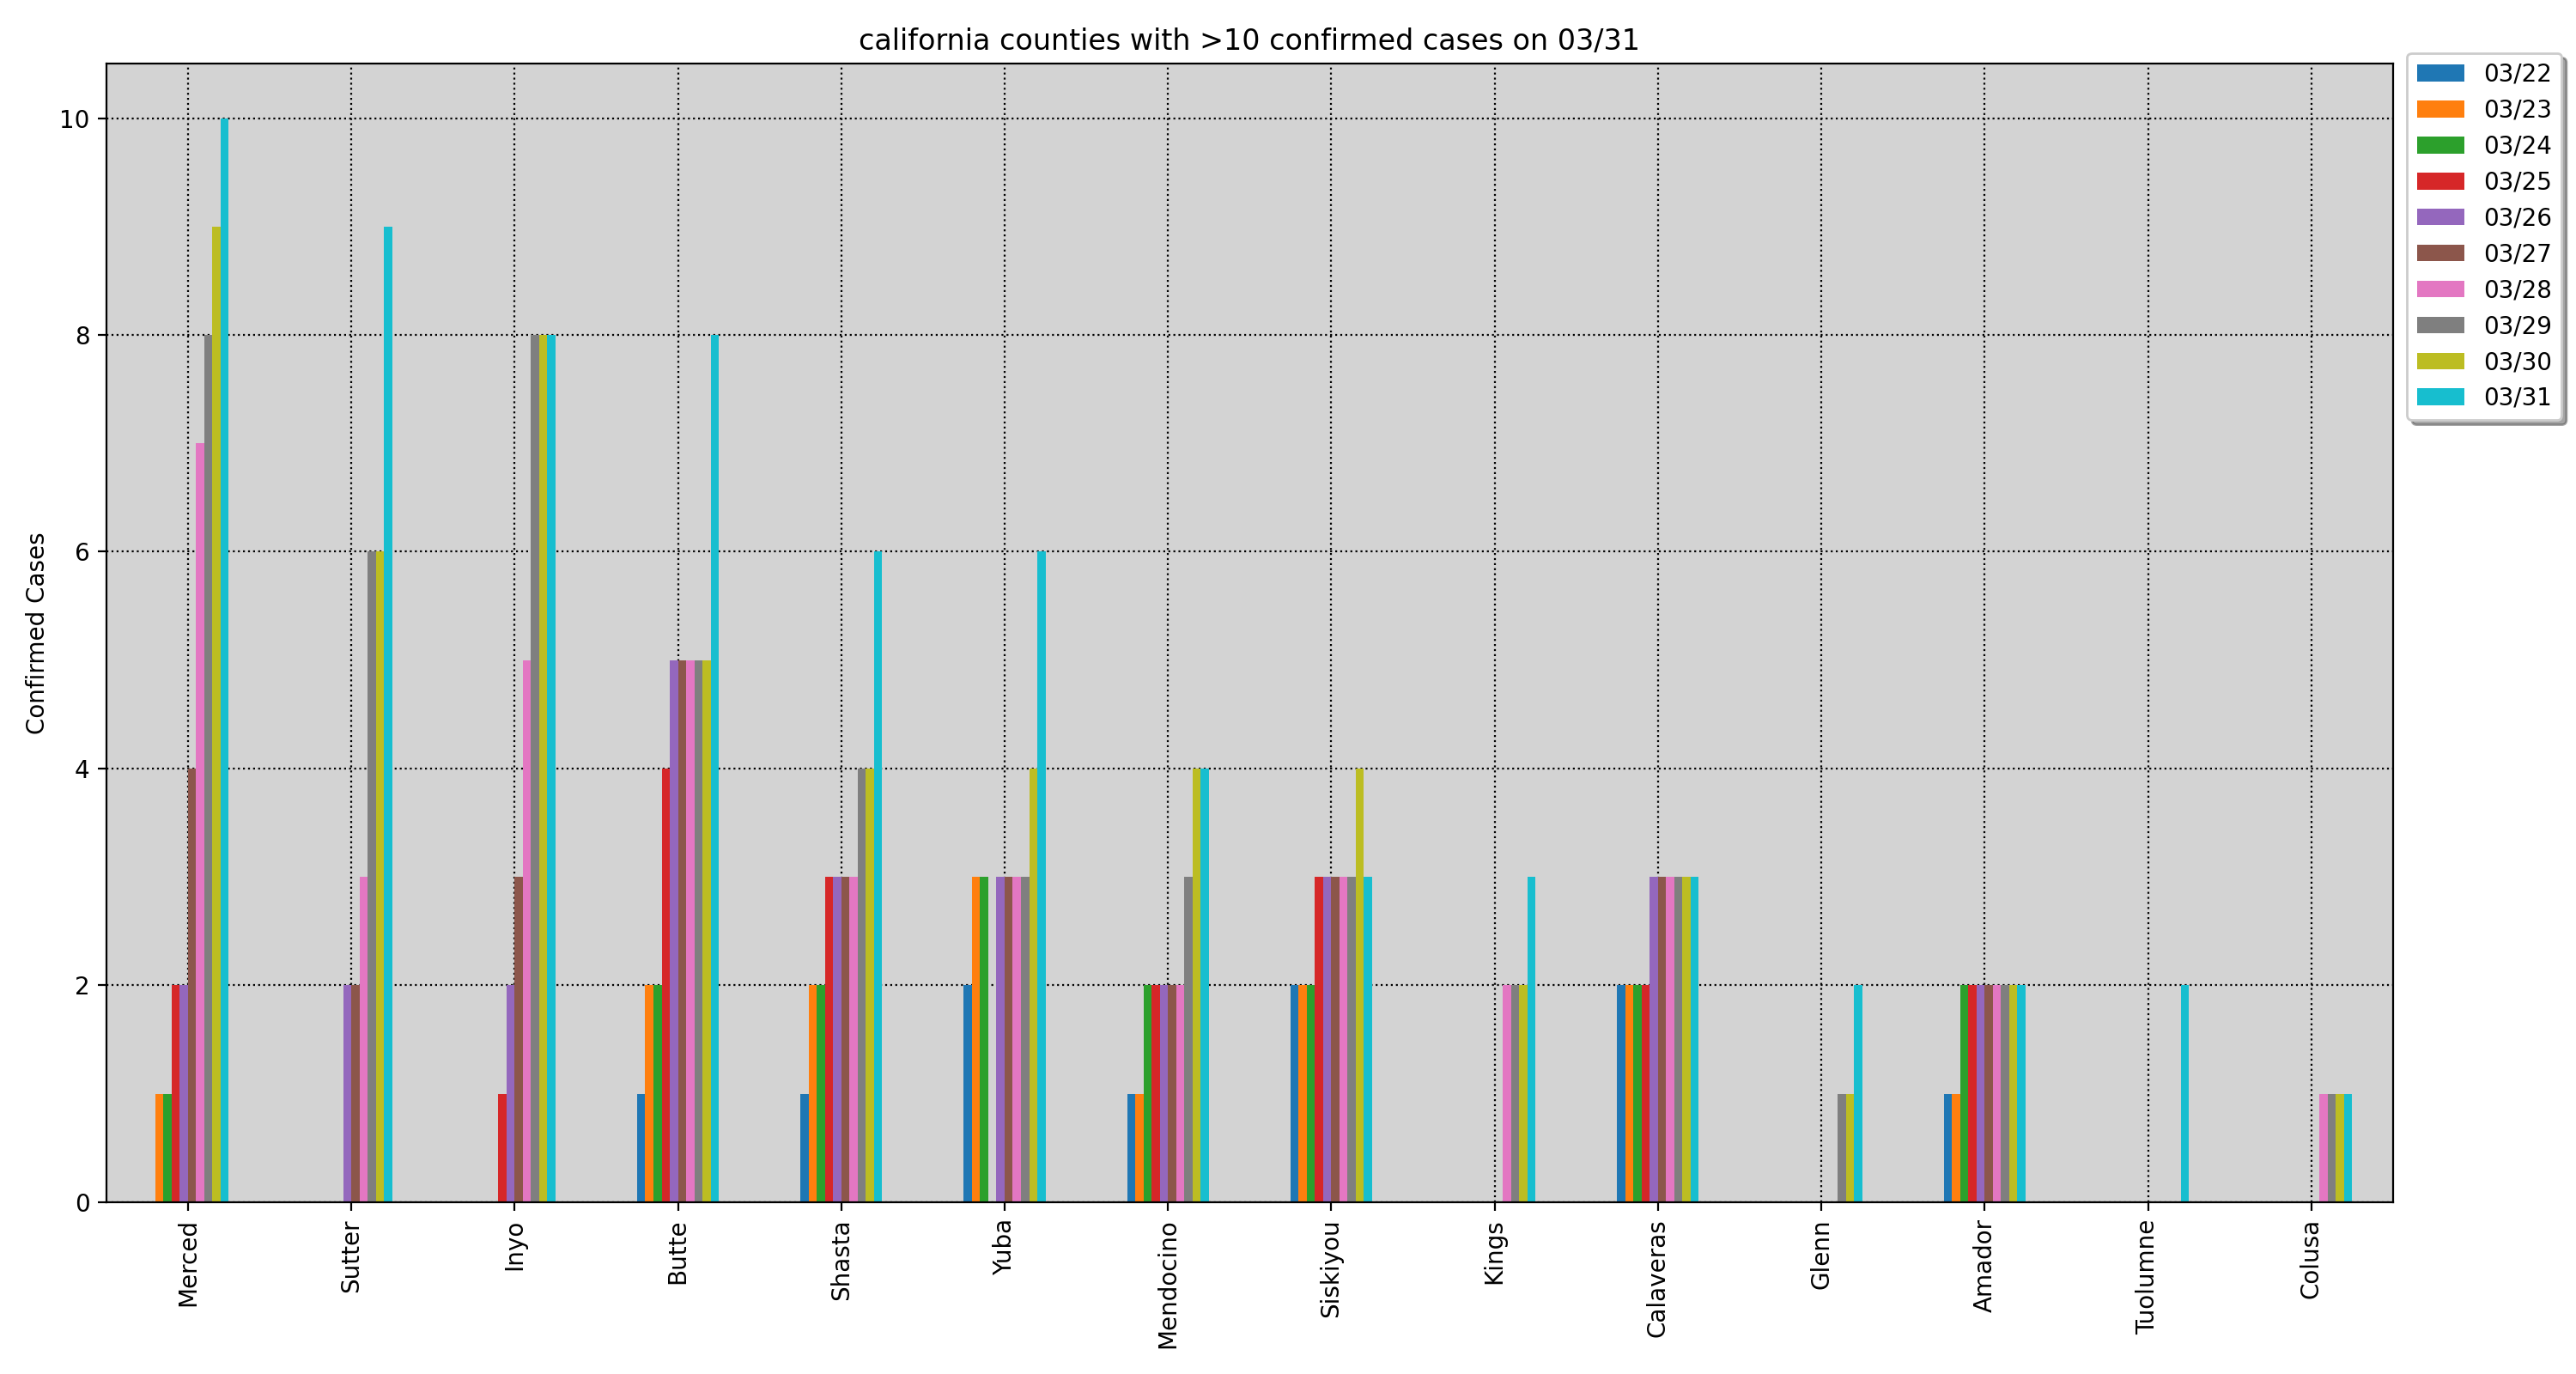 california counties with >10 confirmed cases on 03/31
03/22
03/23
03/24
03/25
03/26
03/27
03/28
03/29
03/30
03/31
Confirmed Cases
10
8
6
4
2
0
Merced
Sutter
Inyo
Butte
Shasta
Yuba
Mendocino
Siskiyou
Kings
Calaveras
Glenn
Amador
Tuolumne
Colusa